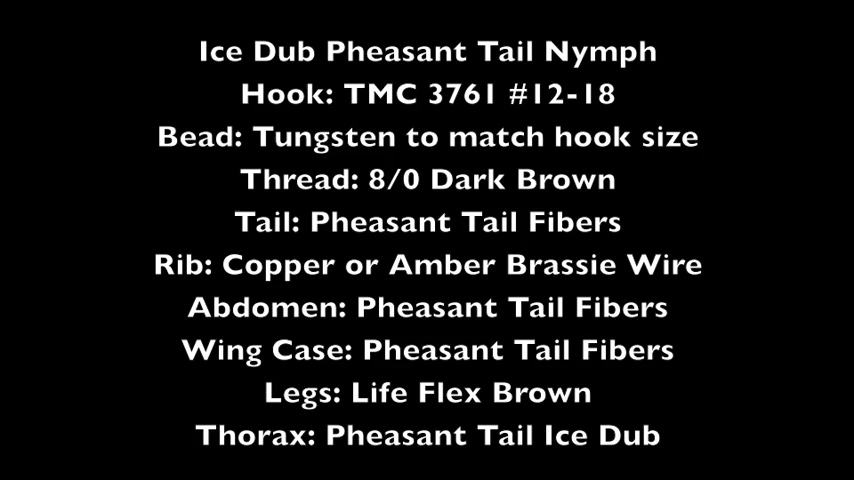 Ice Dub Pheasant Tail Nymph
Hook: TMC 3761 #12-18
Bead: Tungsten to match hook size
Thread: 8/0 Dark Brown
Tail: Pheasant Tail Fibers
Rib: Copper or Amber Brassie Wire
Abdomen: Pheasant Tail Fibers
Wing Case: Pheasant Tail Fibers
Legs: Life Flex Brown
Thorax: Pheasant Tail Ice Dub